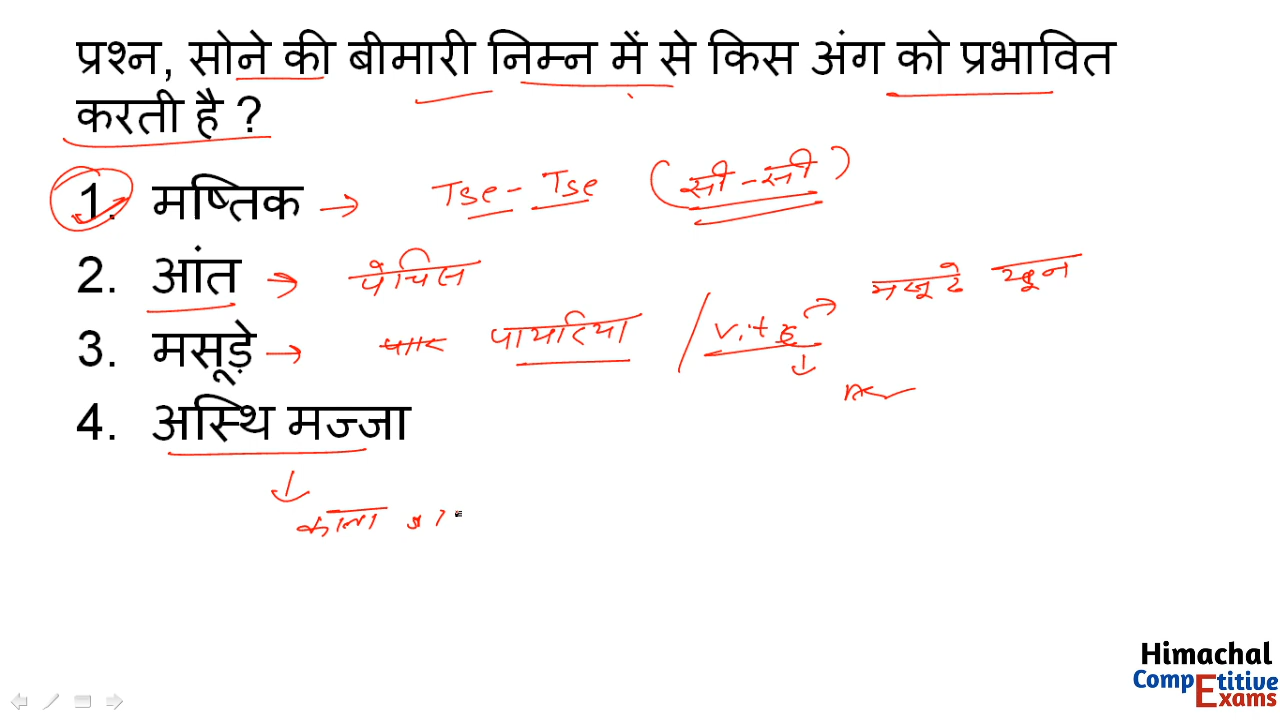 प्रश्न, सोने की बीमारी निम्न में से किस अंग को प्रभावित
करती है ?
1. मष्तिक → Tse - Tse (सी - सी)
2. आंत → पेचिस
3. मसूड़े → पायरिया / Vit मसूढे खून
4. अस्थि मज्जा
काला
Himachal
CompEtitive
Exams